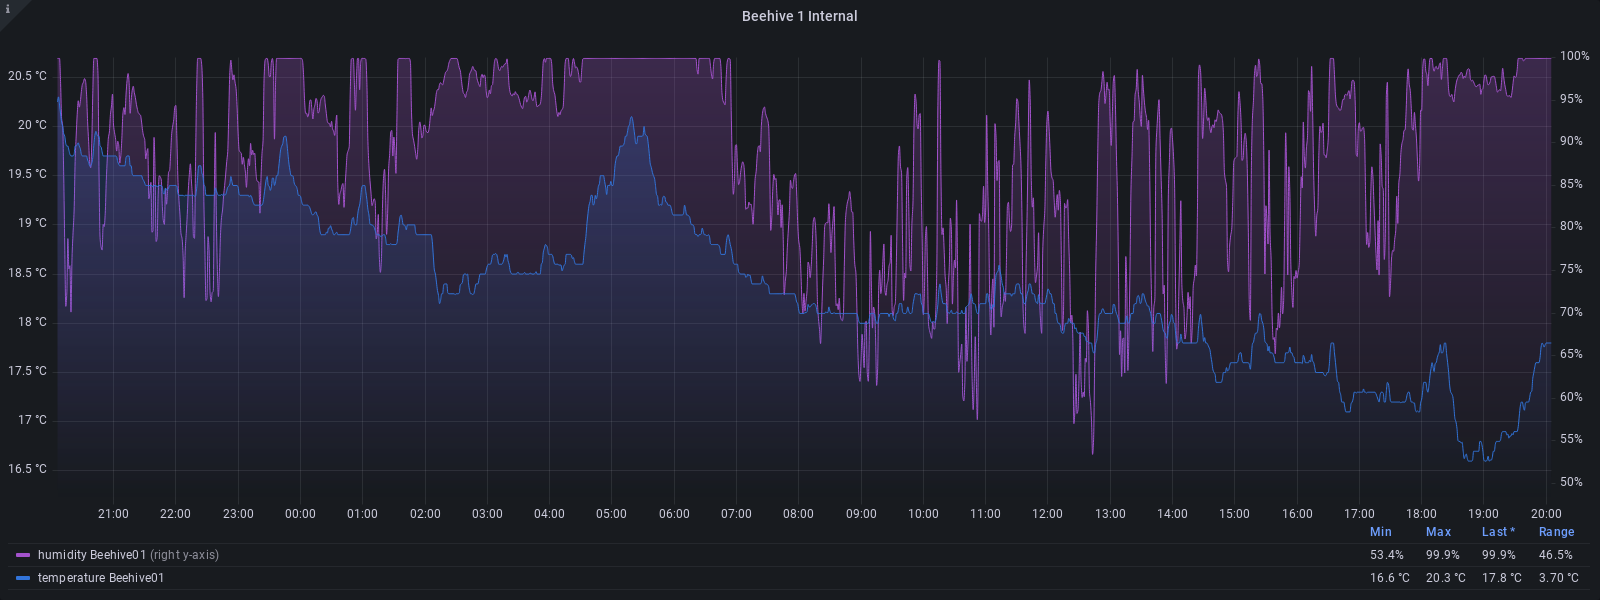 i
Beehive 1 Internal
20.5 °C
20 °C
19.5 °C
19 °C
18.5 °C
18 °C
17.5 °C
17 °C
16.5 °C
100%
95%
90%
85%
80%
75%
70%
65%
60%
55%
50%
21:00 22:00 23:00 00:00 01:00 02:00 03:00 04:00 05:00 06:00 07:00 08:00 09:00 10:00 11:00 12:00 13:00 14:00 15:00 16:00 17:00 18:00 19:00 20:00
Min Max Last * Range
humidity Beehive01 (right y-axis) 53.4% 99.9% 99.9% 46.5%
temperature Beehive01 16.6 °C 20.3 °C 17.8 °C 3.70 °C